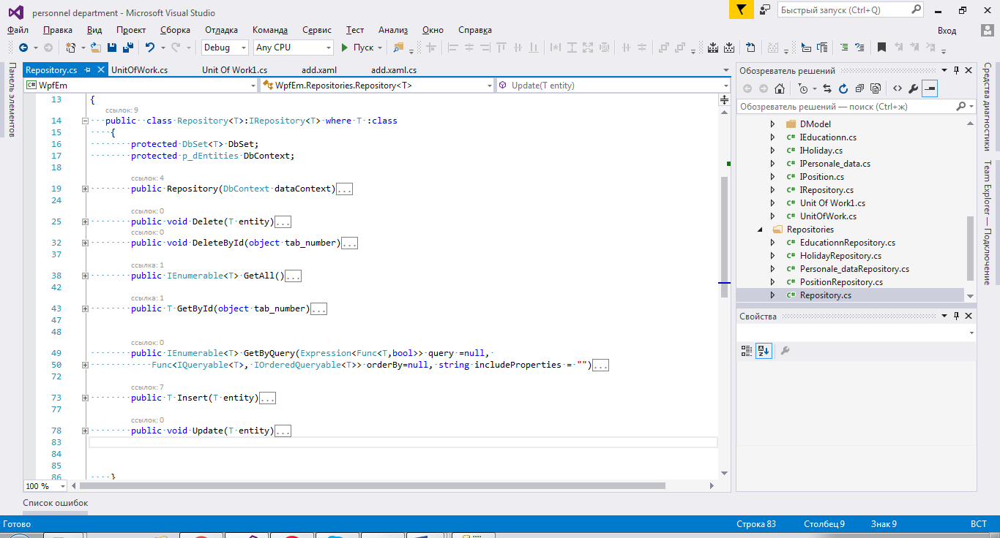 personnel department - Microsoft Visual Studio
Быстрый запуск (Ctrl+Q)
Файл Правка Вид Проект Сборка Отладка Команда Сервис Тест Анализ Окно Справка Вход
Debug Any CPU Пуск
Панель элементов
Repository.cs UnitOfWork.cs Unit Of Work1.cs add.xaml add.xaml.cs
WpfEm WpfEm.Repositories.Repository<T> Update(T entity)
13 {
ссылок: 9
14 public class Repository<T>:IRepository<T> where T :class
15 {
16 protected DbSet<T> DbSet;
17 protected p_dEntities DbContext;
18
ссылок: 4
19 public Repository(DbContext dataContext)...
24
ссылок: 0
25 public void Delete(T entity)...
ссылок: 0
32 public void DeleteById(object tab_number)...
37
ссылка: 1
38 public IEnumerable<T> GetAll()...
42
ссылка: 1
43 public T GetById(object tab_number)...
47
48
ссылок: 0
49 public IEnumerable<T> GetByQuery(Expression<Func<T,bool>> query =null,
50 Func<IQueryable<T>, IOrderedQueryable<T>> orderBy=null, string includeProperties = "")...
72
ссылок: 7
73 public T Insert(T entity)...
77
ссылок: 0
78 public void Update(T entity)...
83
84
85
86 }
100 %
Обозреватель решений
Обозреватель решений — поиск (Ctrl+ж)
DModel
C# IEducationn.cs
C# IHoliday.cs
C# IPersonale_data.cs
C# IPosition.cs
C# IRepository.cs
C# Unit Of Work1.cs
C# UnitOfWork.cs
Repositories
C# EducationnRepository.cs
C# HolidayRepository.cs
C# Personale_dataRepository.cs
C# PositionRepository.cs
C# Repository.cs
Свойства
Средства диагностики
Team Explorer — Подключение
Список ошибок
Готово Строка 83 Столбец 9 Знак 9 ВСТ